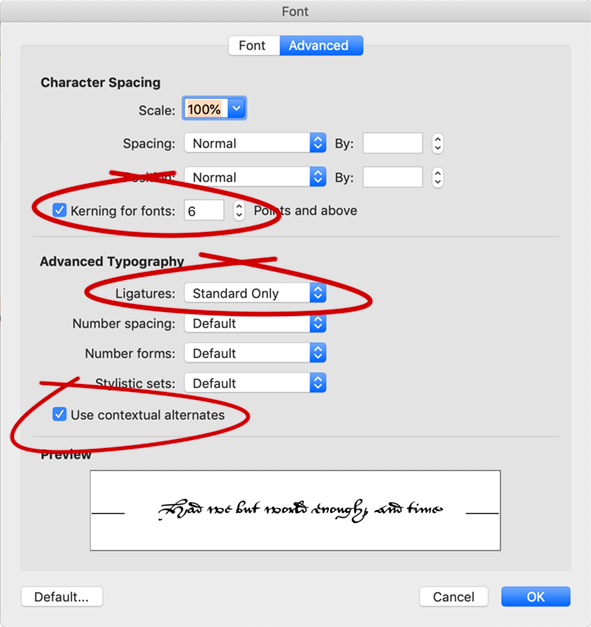 Font
Font Advanced
Character Spacing
Scale: 100%
Spacing: Normal By:
Position: Normal By:
Kerning for fonts: 6 Points and above
Advanced Typography
Ligatures: Standard Only
Number spacing: Default
Number forms: Default
Stylistic sets: Default
Use contextual alternates
Preview
Had we but world enough, and time
Default... Cancel OK